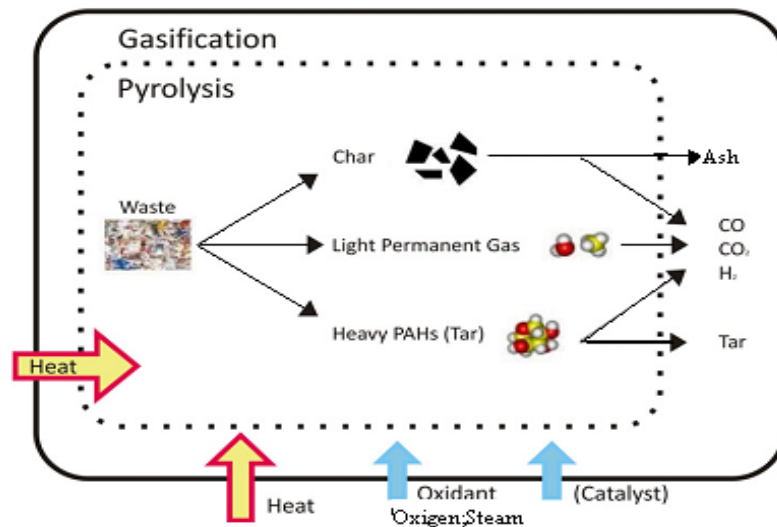 Gasification
Pyrolysis
Char
Ash
Waste
CO
Light Permanent Gas
CO₂
H₂
Heavy PAHs (Tar)
Tar
Heat
Heat
Oxidant
(Catalyst)
Oxigen;Steam